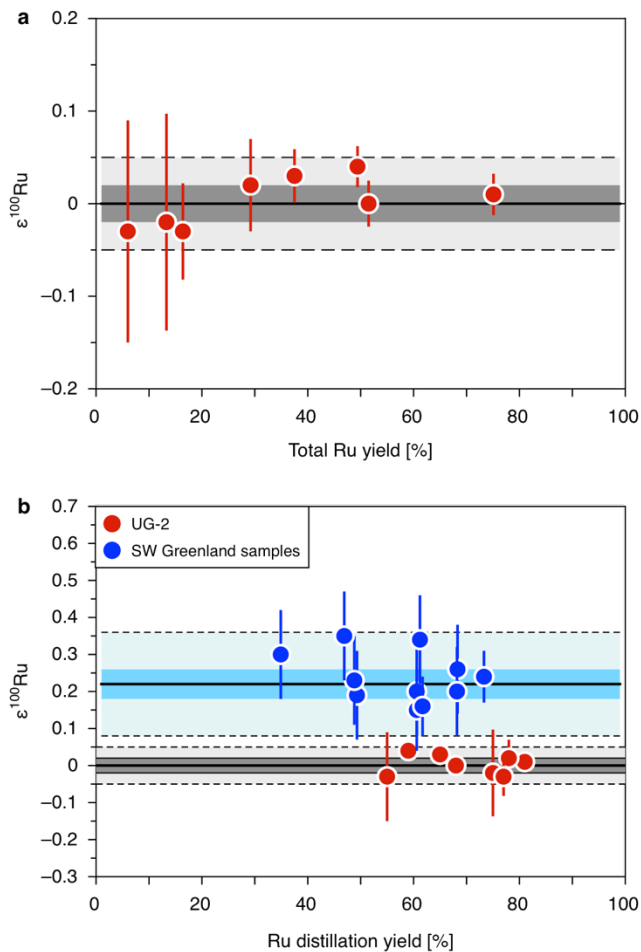 a
0.2
0.1
0
−0.1
−0.2
ε¹⁰⁰Ru
0 20 40 60 80 100
Total Ru yield [%]
b
0.7
0.6
0.5
0.4
0.3
0.2
0.1
0
−0.1
−0.2
−0.3
ε¹⁰⁰Ru
UG-2
SW Greenland samples
0 20 40 60 80 100
Ru distillation yield [%]